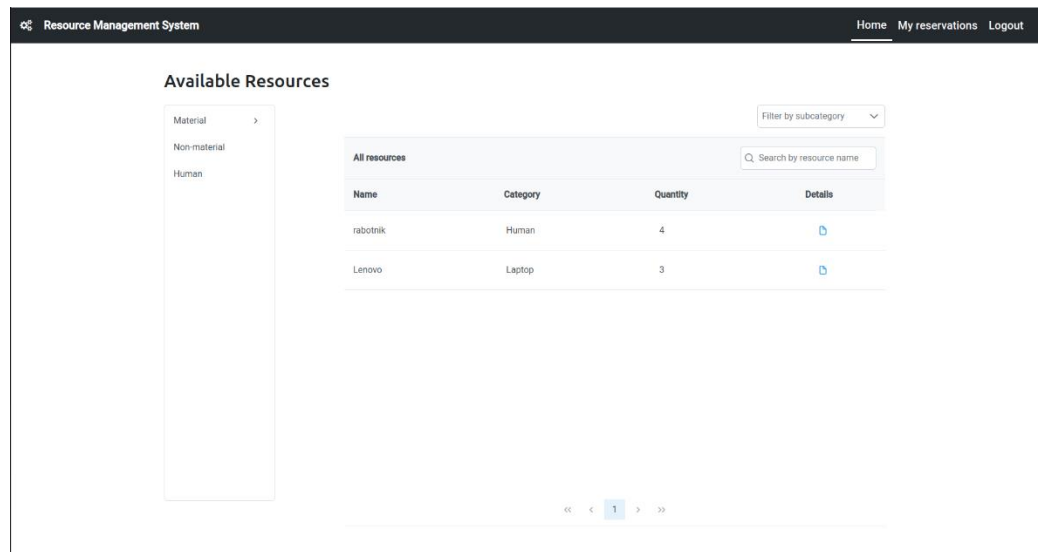 Resource Management System Home My reservations Logout
Available Resources
Material
Non-material
Human
Filter by subcategory
All resources Search by resource name
Name Category Quantity Details
rabotnik Human 4
Lenovo Laptop 3
<< < 1 > >>